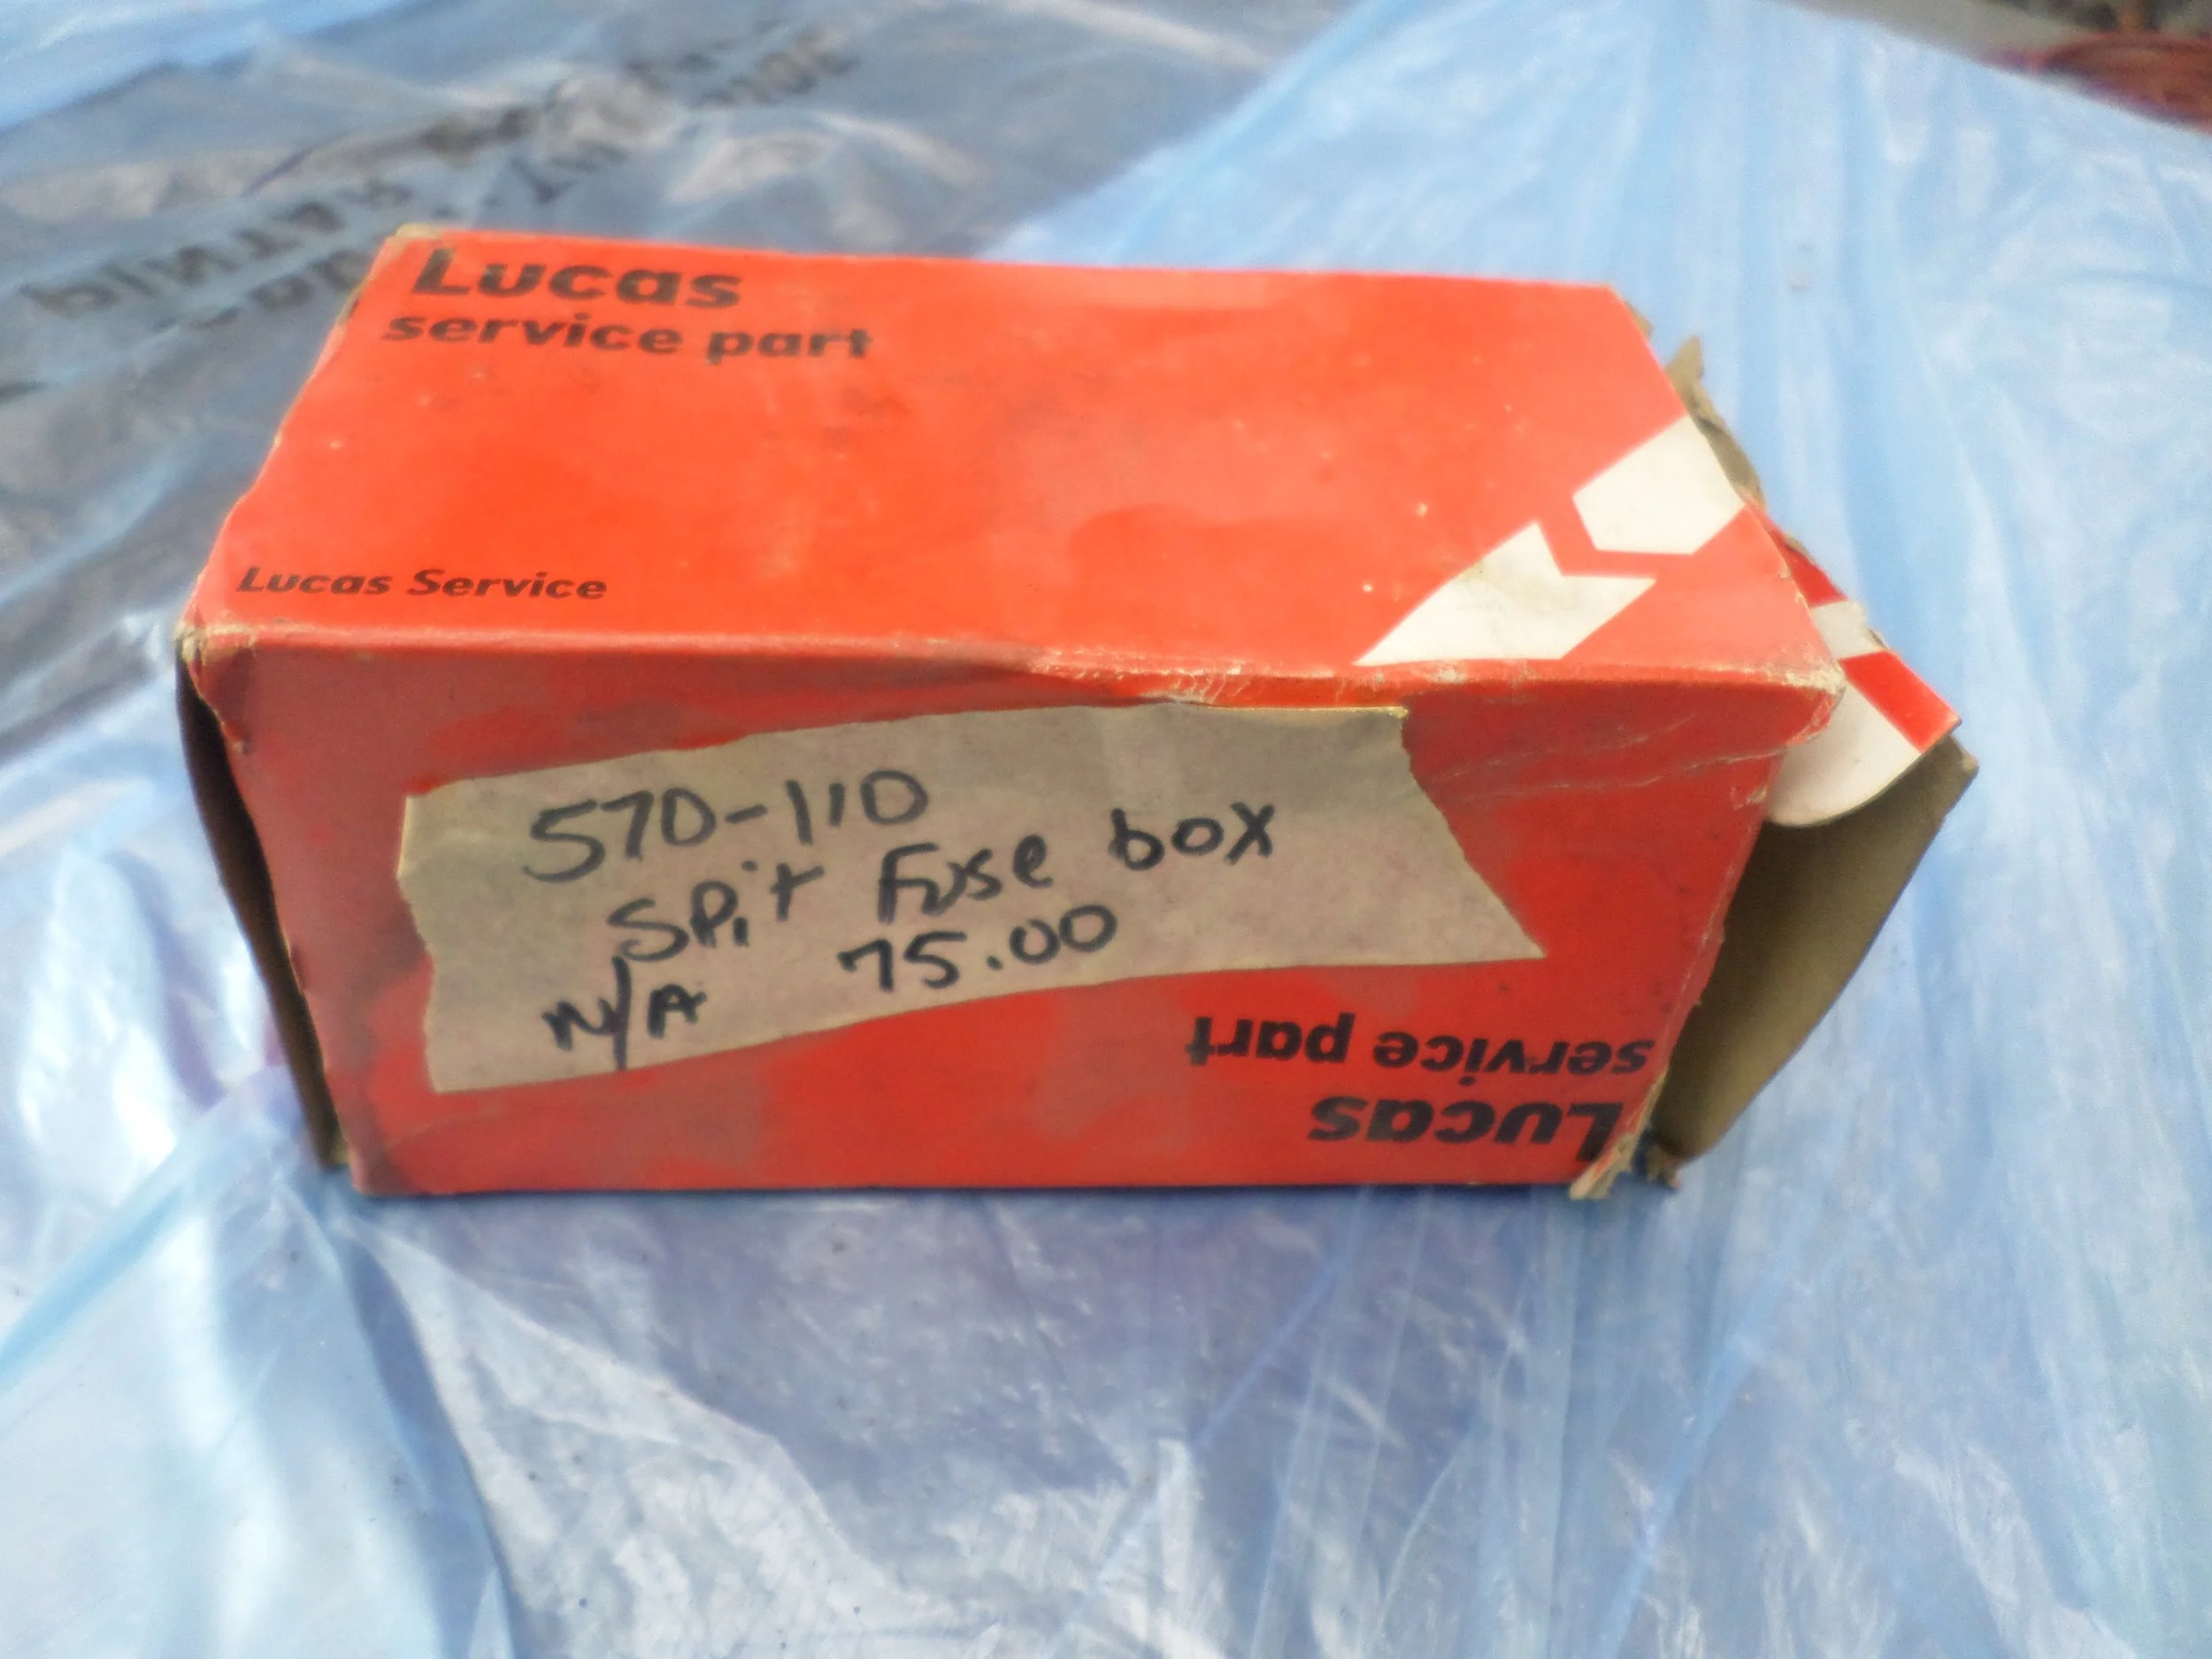 Lucas
service part
Lucas Service
570-110
Spit Fuse box
N/A 75.00
Lucas
service part